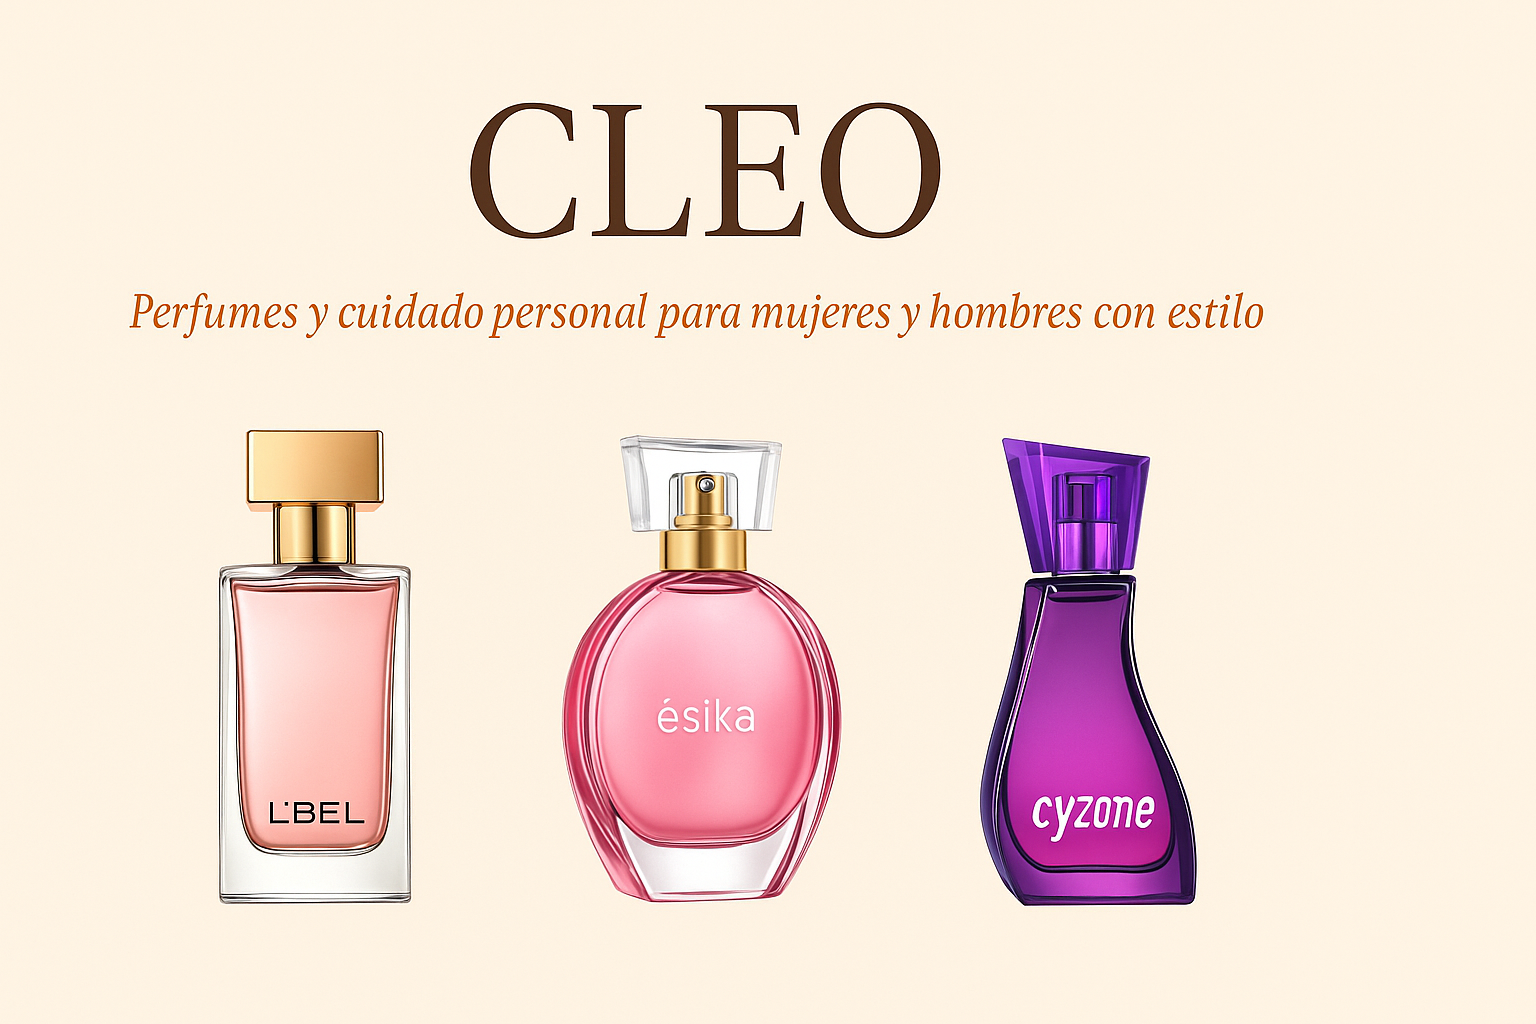 CLEO
Perfumes y cuidado personal para mujeres y hombres con estilo
L'BEL
ésika
cyzone